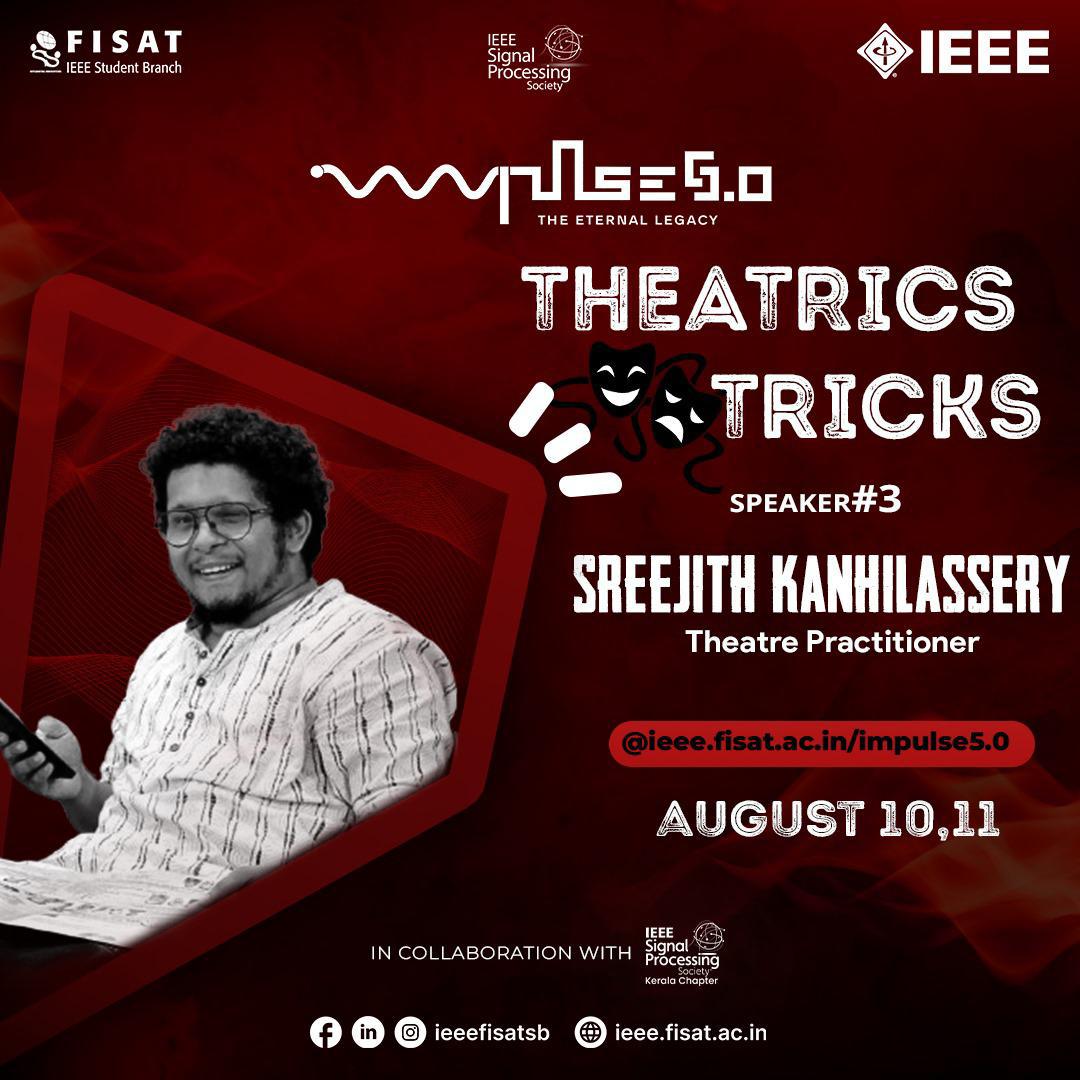 FISAT
IEEE Student Branch
IEEE
Signal
Processing
Society
IEEE
impulse5.0
THE ETERNAL LEGACY
THEATRICS
TRICKS
SPEAKER#3
SREEJITH KANHILASSERY
Theatre Practitioner
@ieee.fisat.ac.in/impulse5.0
AUGUST 10,11
IN COLLABORATION WITH
IEEE
Signal
Processing
Society
Kerala Chapter
ieeefisatsb
ieee.fisat.ac.in